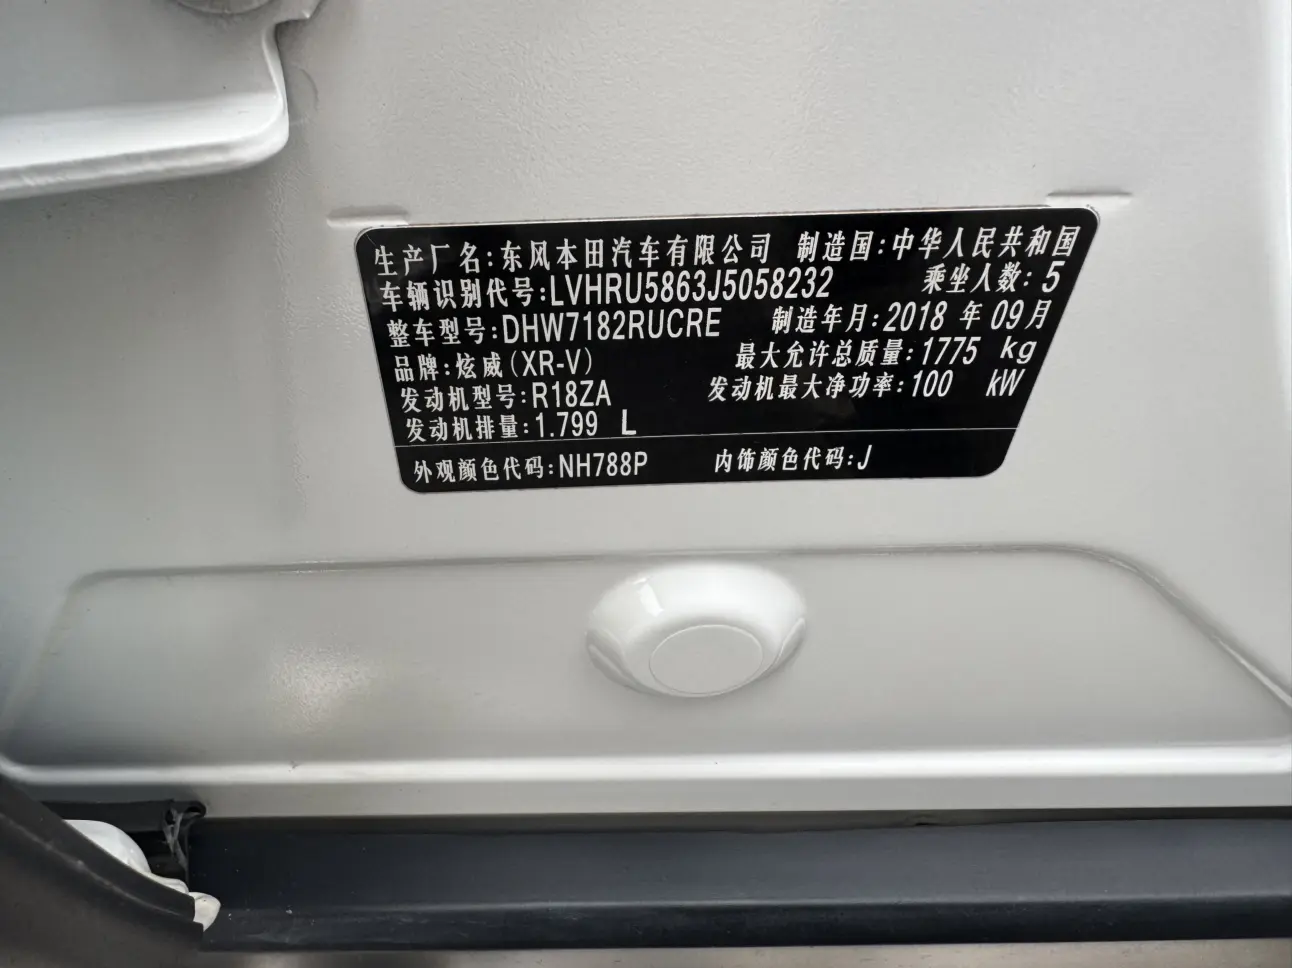 生产厂名:东风本田汽车有限公司 制造国:中华人民共和国
车辆识别代号:LVHRU5863J5058232 乘坐人数:5
整车型号:DHW7182RUCRE 制造年月:2018 年 09月
品牌:炫威(XR-V) 最大允许总质量:1775 kg
发动机型号:R18ZA 发动机最大净功率:100 kW
发动机排量:1.799 L
外观颜色代码:NH788P 内饰颜色代码:J